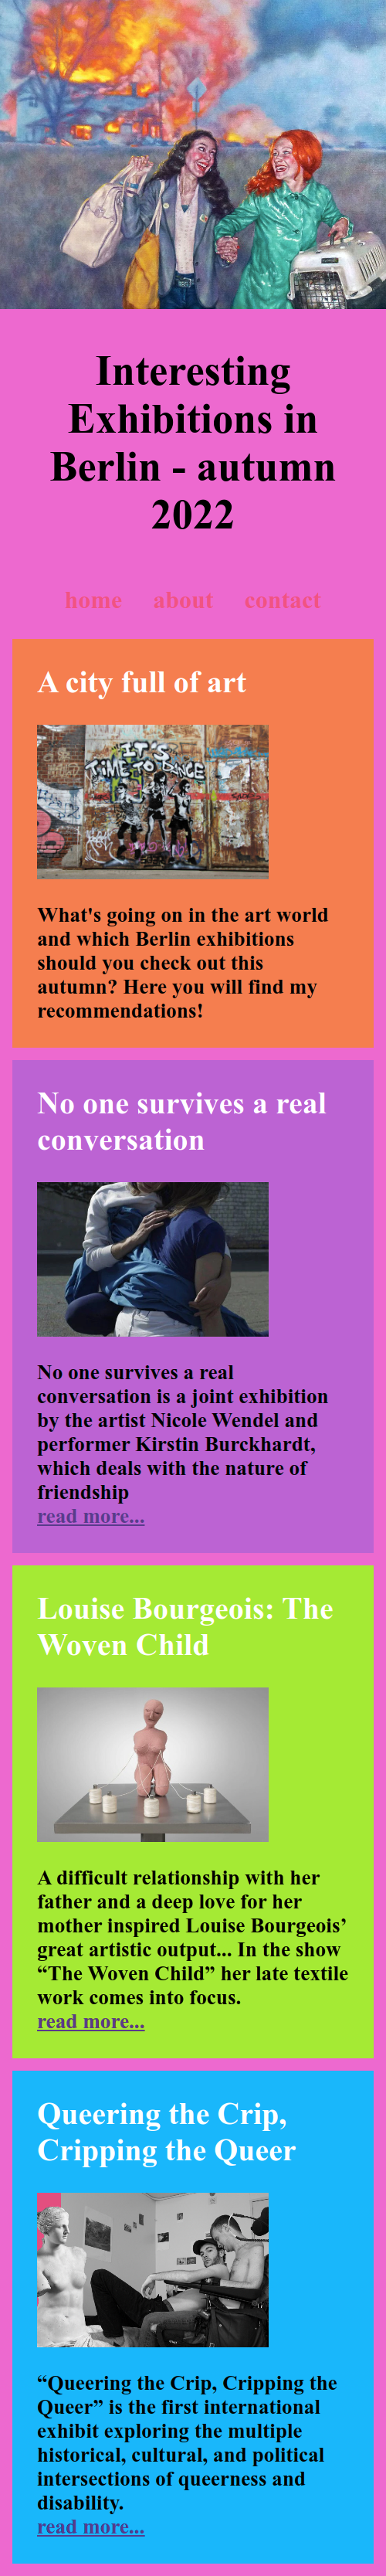 Interesting
Exhibitions in
Berlin - autumn
2022
home about contact
A city full of art
IT'S
TIME TO DANCE
What's going on in the art world
and which Berlin exhibitions
should you check out this
autumn? Here you will find my
recommendations!
No one survives a real
conversation
No one survives a real
conversation is a joint exhibition
by the artist Nicole Wendel and
performer Kirstin Burckhardt,
which deals with the nature of
friendship
read more...
Louise Bourgeois: The
Woven Child
A difficult relationship with her
father and a deep love for her
mother inspired Louise Bourgeois’
great artistic output... In the show
“The Woven Child” her late textile
work comes into focus.
read more...
Queering the Crip,
Cripping the Queer
“Queering the Crip, Cripping the
Queer” is the first international
exhibit exploring the multiple
historical, cultural, and political
intersections of queerness and
disability.
read more...